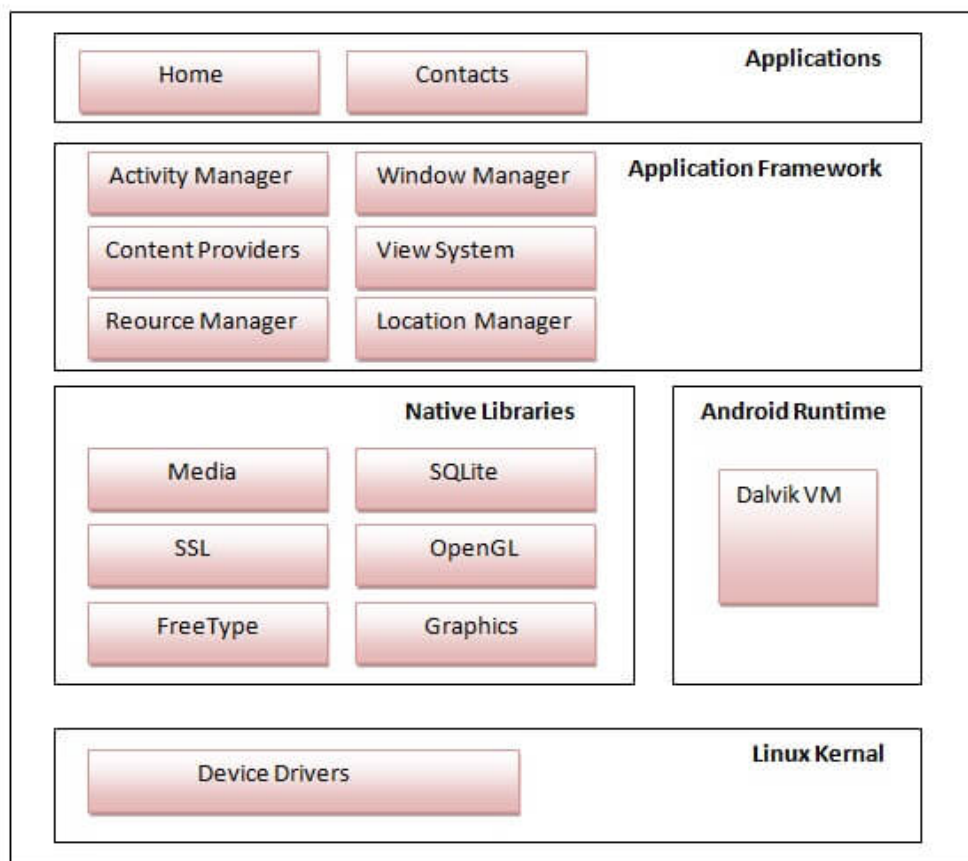 Applications
Home
Contacts
Application Framework
Activity Manager
Window Manager
Content Providers
View System
Reource Manager
Location Manager
Native Libraries
Media
SQLite
SSL
OpenGL
FreeType
Graphics
Android Runtime
Dalvik VM
Linux Kernal
Device Drivers